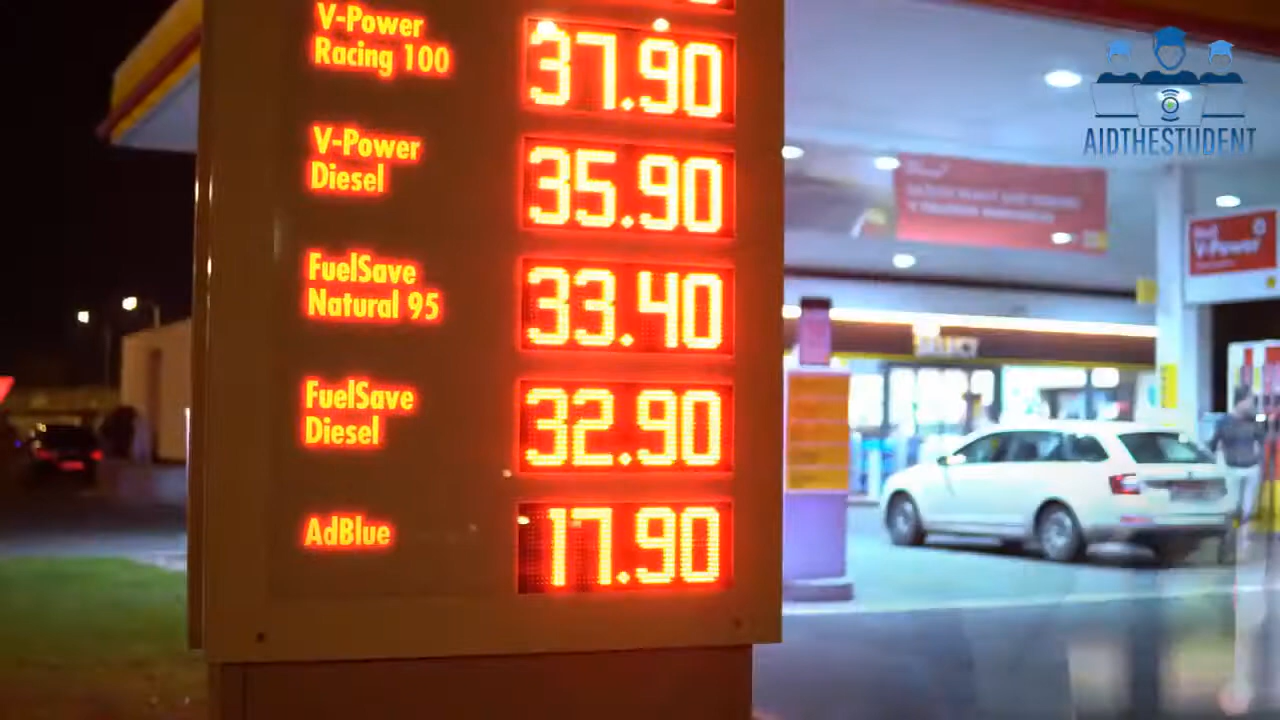 V-Power
Racing 100
37.90
V-Power
Diesel
35.90
FuelSave
Natural 95
33.40
FuelSave
Diesel
32.90
AdBlue
17.90
AIDTHESTUDENT
V-Power
SELECT